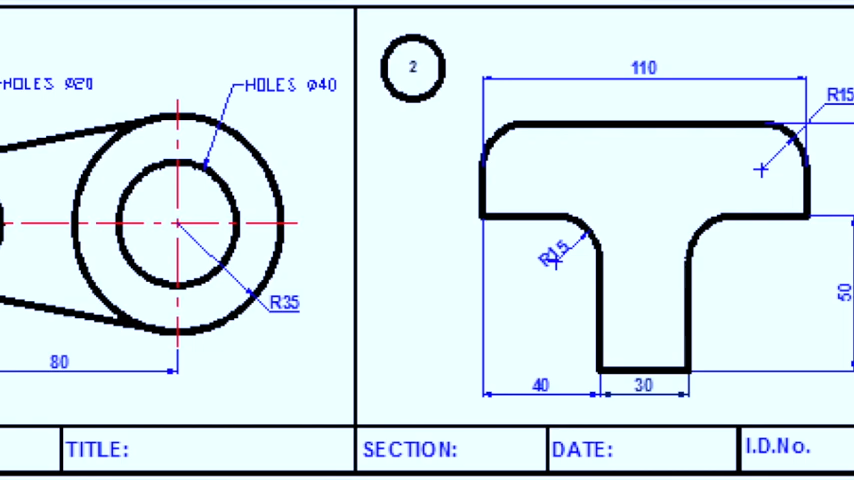 HOLES Ø20
HOLES Ø40
R35
80
2
110
R15
R15
50
40
30
TITLE:
SECTION:
DATE:
I.D.No.